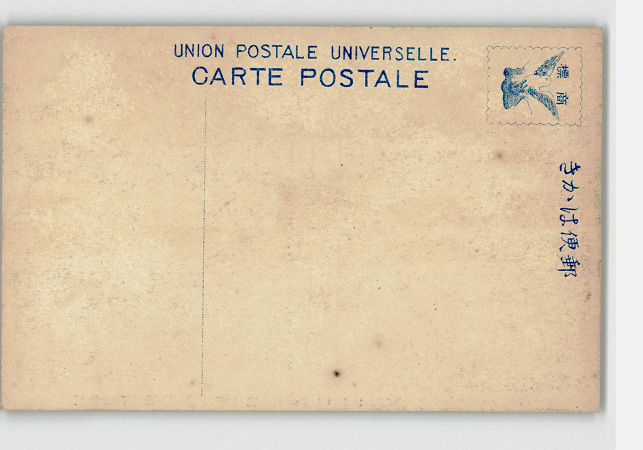 UNION POSTALE UNIVERSELLE.
CARTE POSTALE
商標
郵便はかき